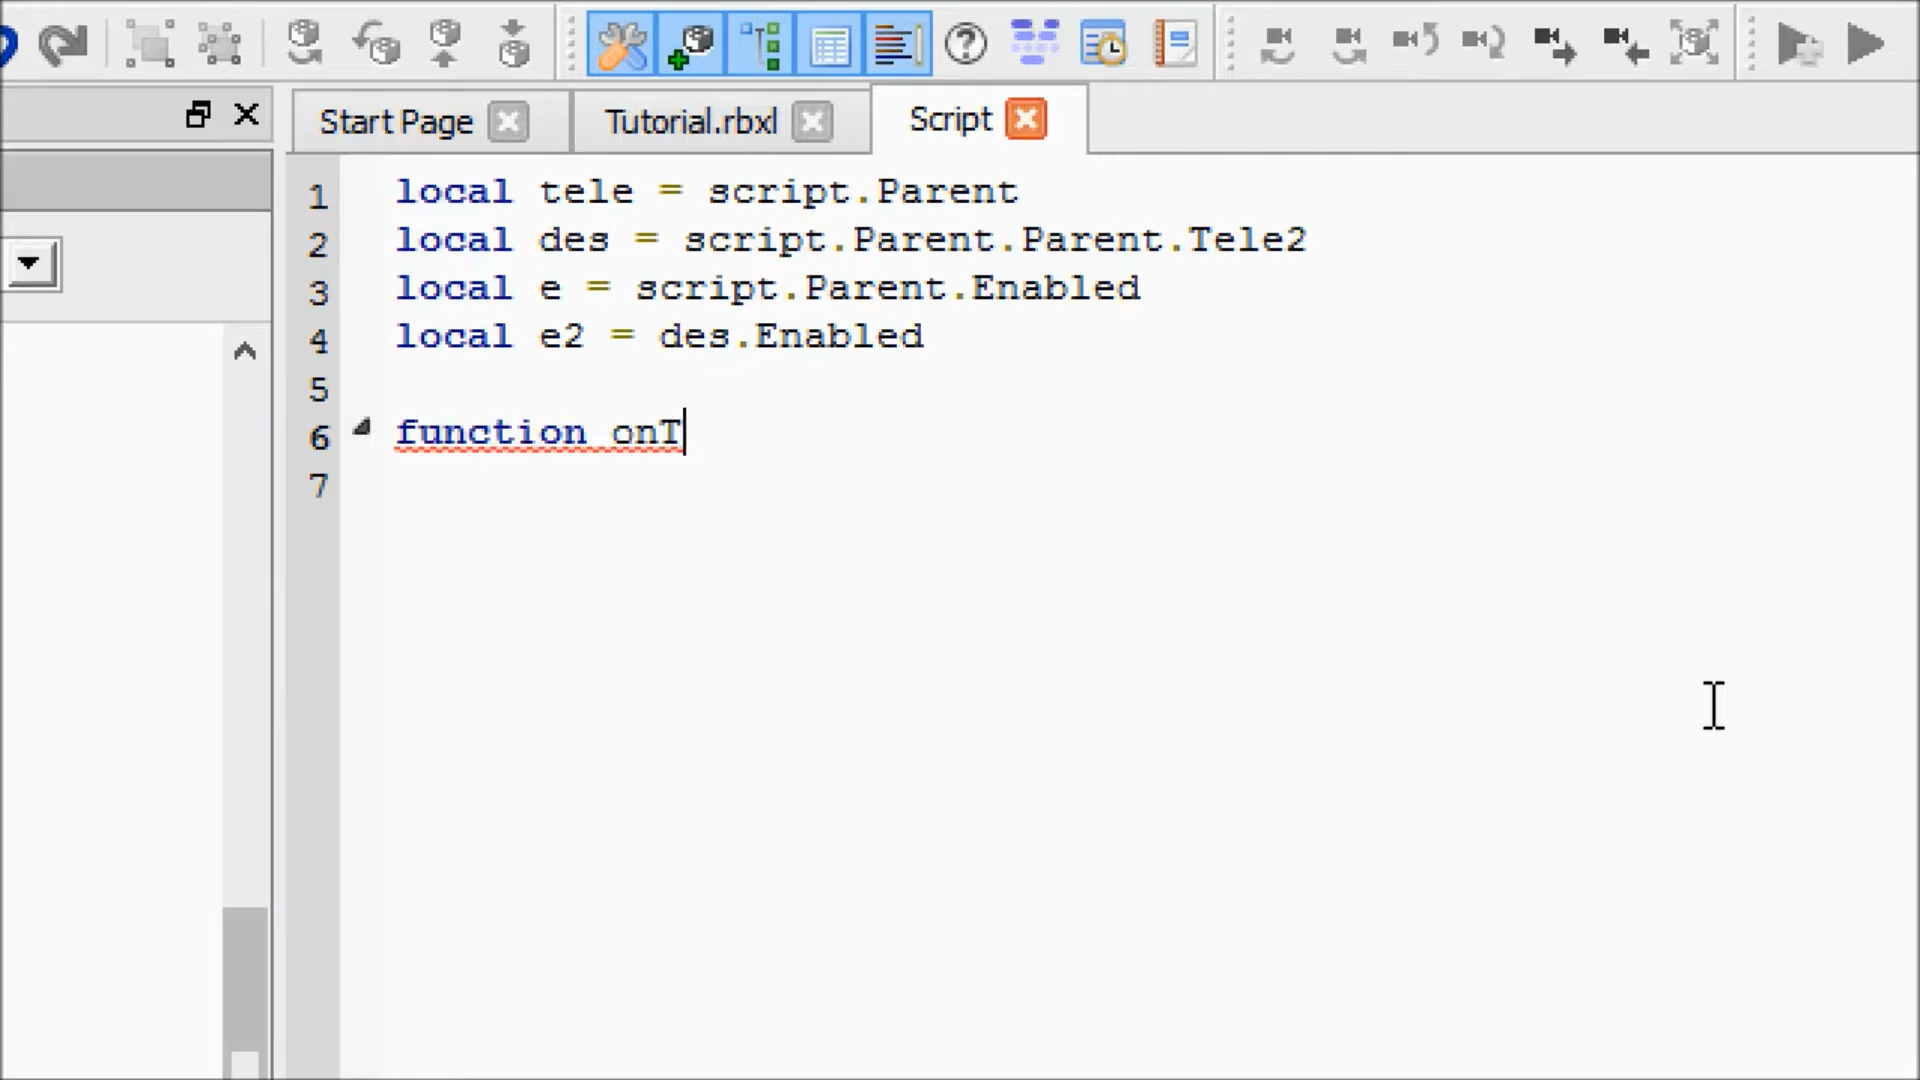 Start Page
Tutorial.rbxl
Script
1 local tele = script.Parent
2 local des = script.Parent.Parent.Tele2
3 local e = script.Parent.Enabled
4 local e2 = des.Enabled
5
6 function onT
7